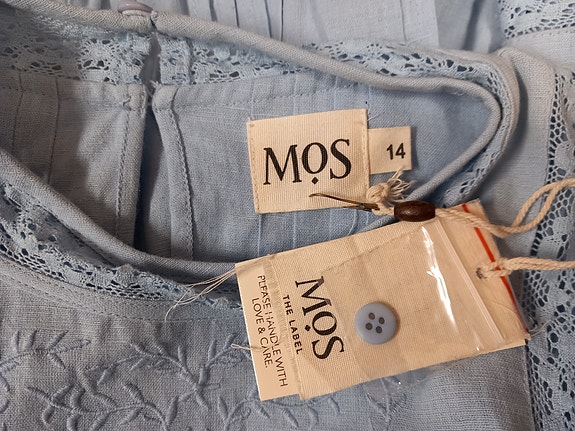 MOS
14
MOS
THE LABEL
PLEASE HANDLE WITH
LOVE & CARE